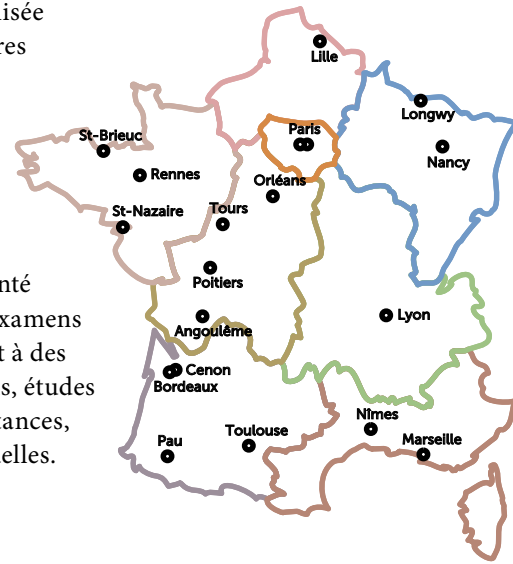 isée
res
nté
xamens
t à des
s, études
tances,
elles.
Lille
Longwy
Paris
St-Brieuc
Nancy
Rennes
Orléans
St-Nazaire
Tours
Poitiers
Lyon
Angoulême
Cenon
Bordeaux
Nîmes
Toulouse
Marseille
Pau